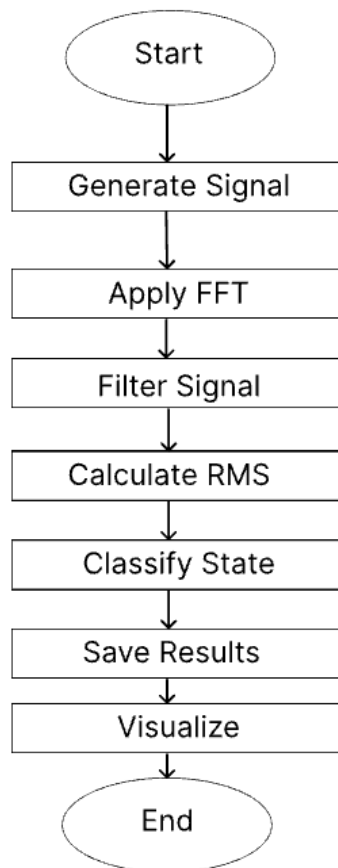 Start
Generate Signal
Apply FFT
Filter Signal
Calculate RMS
Classify State
Save Results
Visualize
End